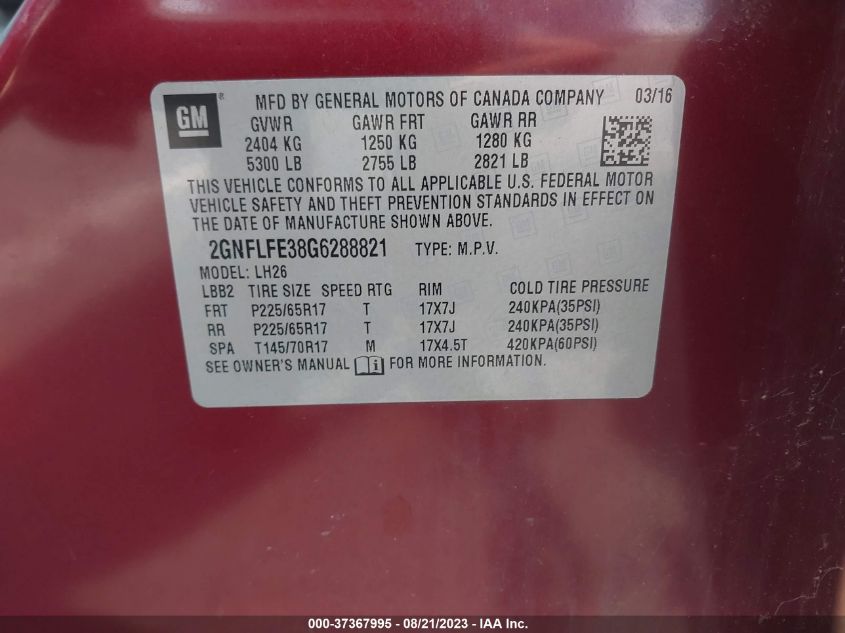 GM ® MFD BY GENERAL MOTORS OF CANADA COMPANY 03/16
GVWR GAWR FRT GAWR RR
2404 KG 1250 KG 1280 KG
5300 LB 2755 LB 2821 LB
THIS VEHICLE CONFORMS TO ALL APPLICABLE U.S. FEDERAL MOTOR
VEHICLE SAFETY AND THEFT PREVENTION STANDARDS IN EFFECT ON
THE DATE OF MANUFACTURE SHOWN ABOVE.
2GNFLFE38G6288821 TYPE: M.P.V.
MODEL: LH26
LBB2 TIRE SIZE SPEED RTG RIM COLD TIRE PRESSURE
FRT P225/65R17 T 17X7J 240KPA(35PSI)
RR P225/65R17 T 17X7J 240KPA(35PSI)
SPA T145/70R17 M 17X4.5T 420KPA(60PSI)
SEE OWNER'S MANUAL FOR MORE INFORMATION.
000-37367995 - 08/21/2023 - IAA Inc.